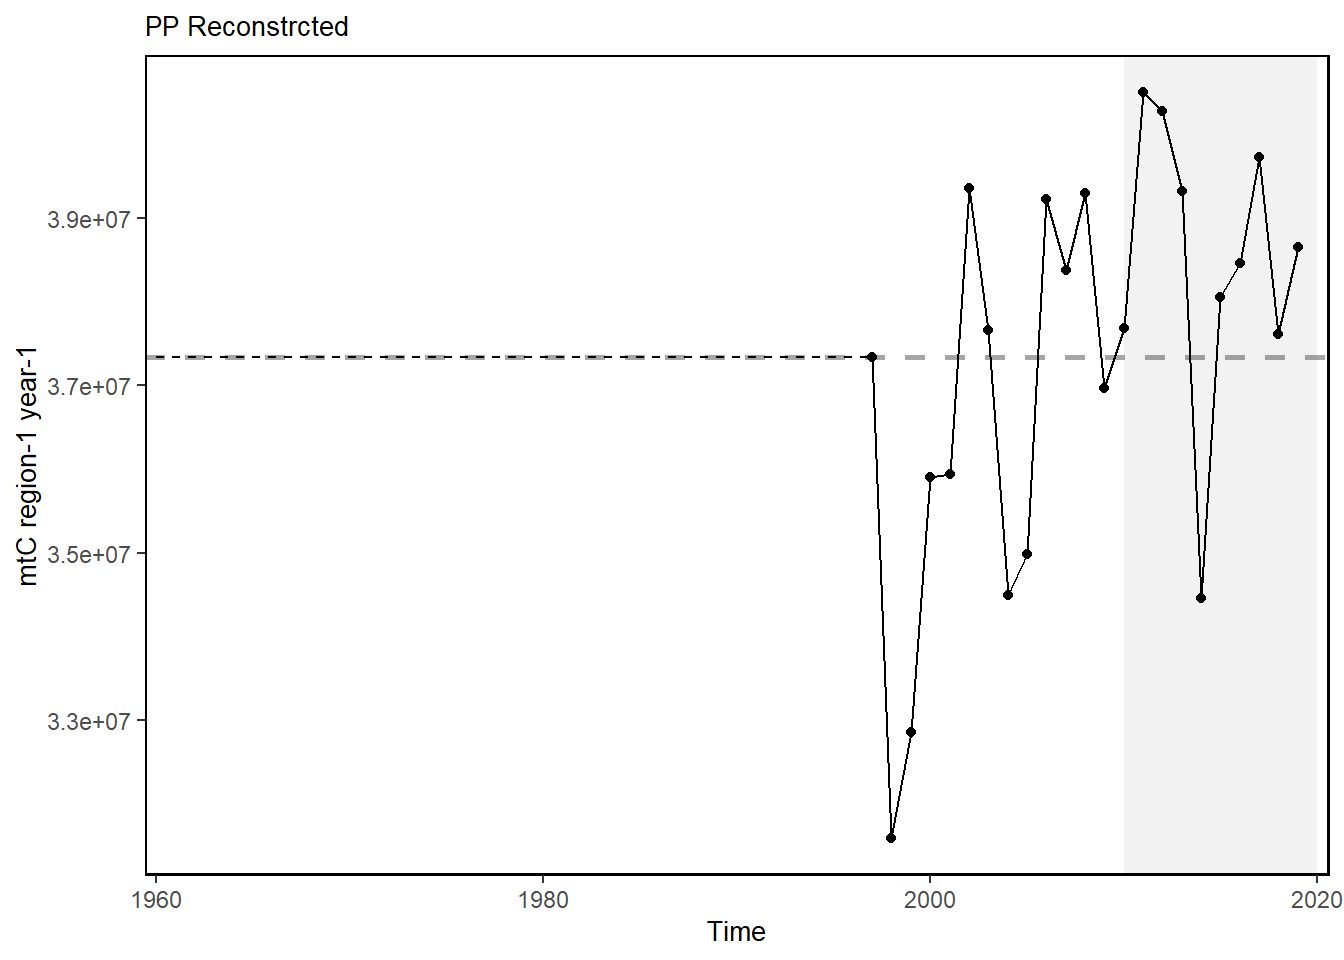 PP Reconstrcted
3.9e+07
3.7e+07
3.5e+07
3.3e+07
mtC region-1 year-1
1960
1980
2000
2020
Time